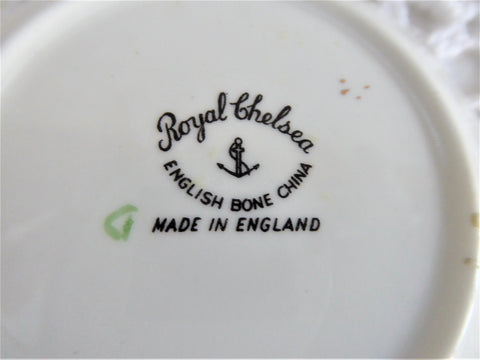 Royal Chelsea
ENGLISH BONE CHINA
MADE IN ENGLAND